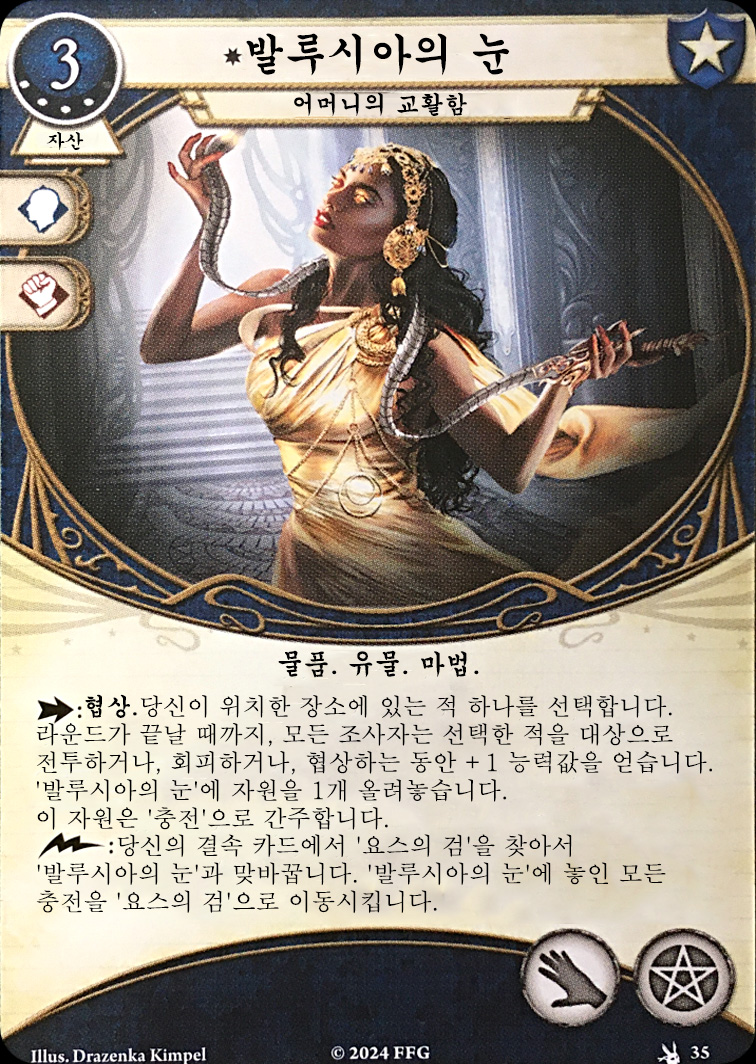 3
✷발루시아의 눈
어머니의 교활함
자산
물품. 유물. 마법.
:협상.당신이 위치한 장소에 있는 적 하나를 선택합니다.
라운드가 끝날 때까지, 모든 조사자는 선택한 적을 대상으로
전투하거나, 회피하거나, 협상하는 동안 +1 능력값을 얻습니다.
'발루시아의 눈'에 자원을 1개 올려놓습니다.
이 자원은 '충전'으로 간주합니다.
:당신의 결속 카드에서 '요스의 검'을 찾아서
'발루시아의 눈'과 맞바꿉니다. '발루시아의 눈'에 놓인 모든
충전을 '요스의 검'으로 이동시킵니다.
Illus. Drazenka Kimpel
© 2024 FFG
35